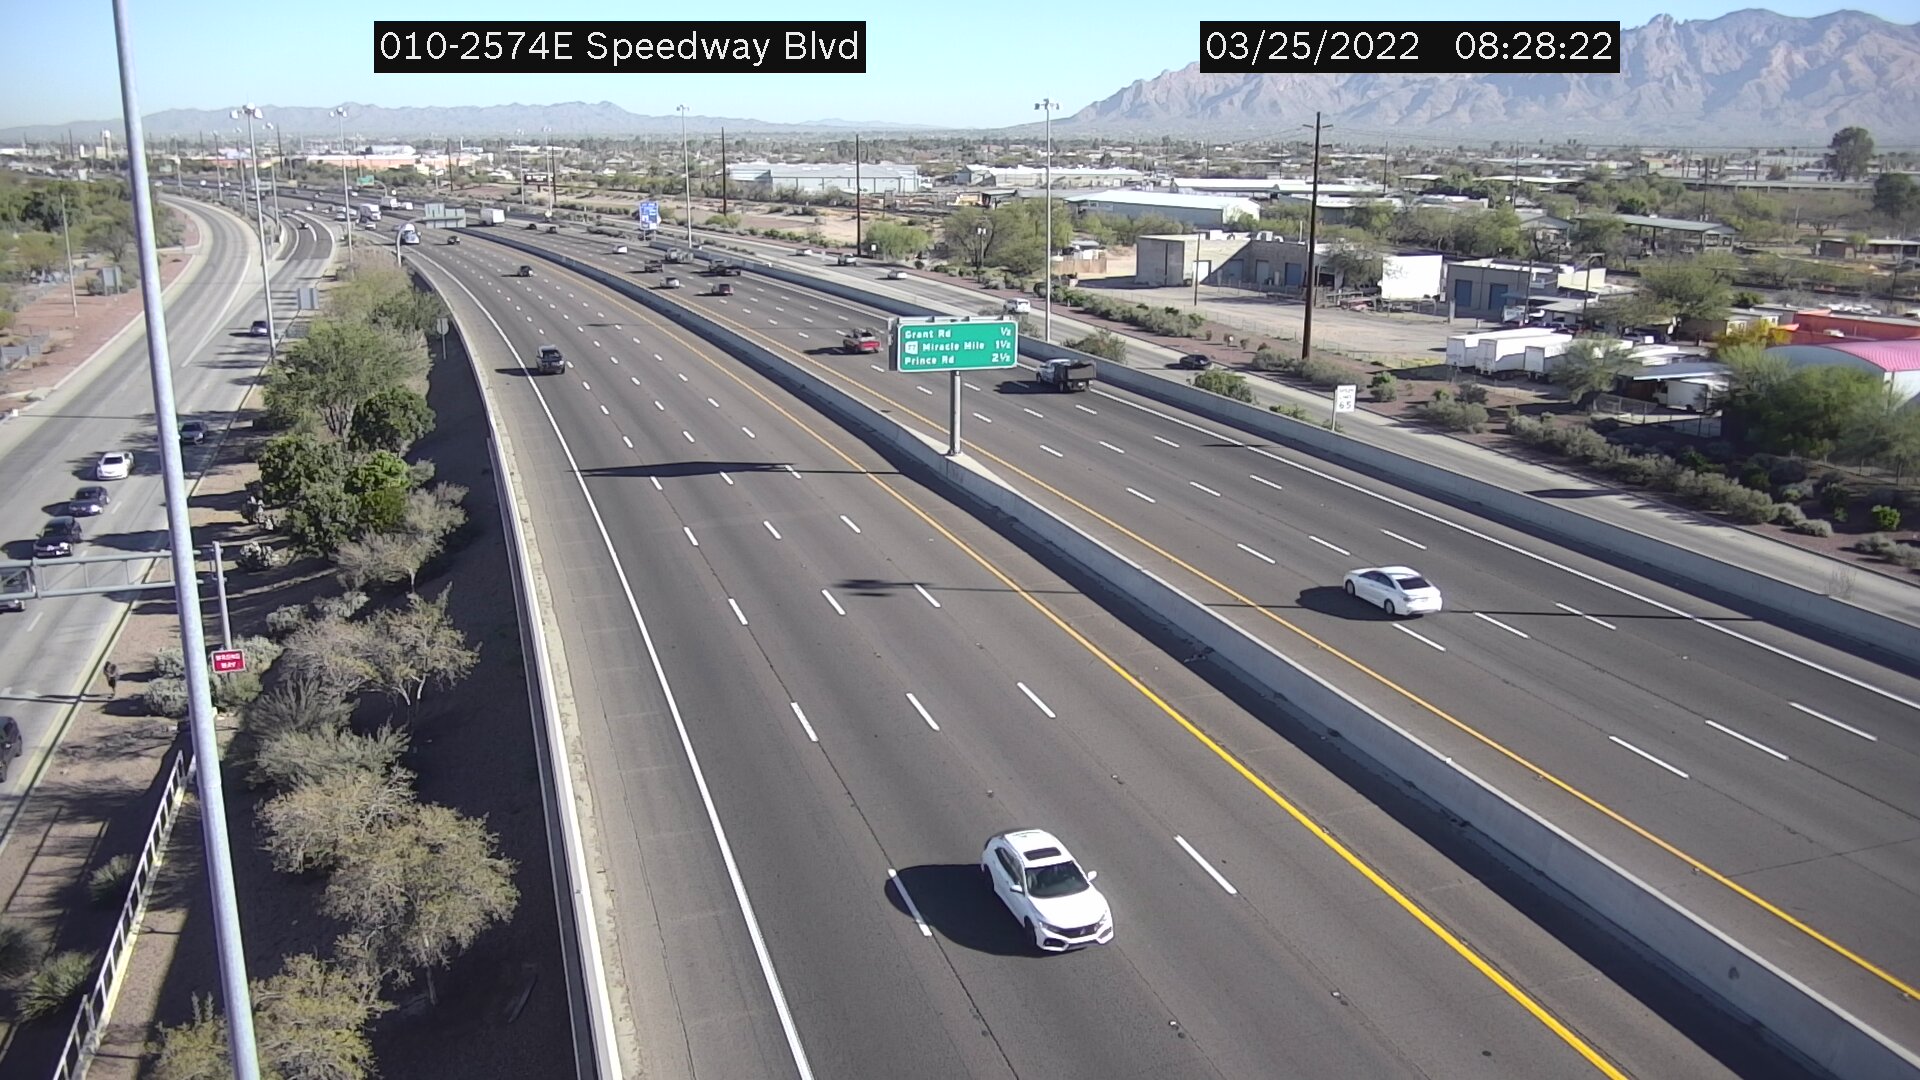 010-2574E Speedway Blvd
03/25/2022 08:28:22
Grant Rd ½
Miracle Mile 1½
Prince Rd 2½
WRONG
WAY
65